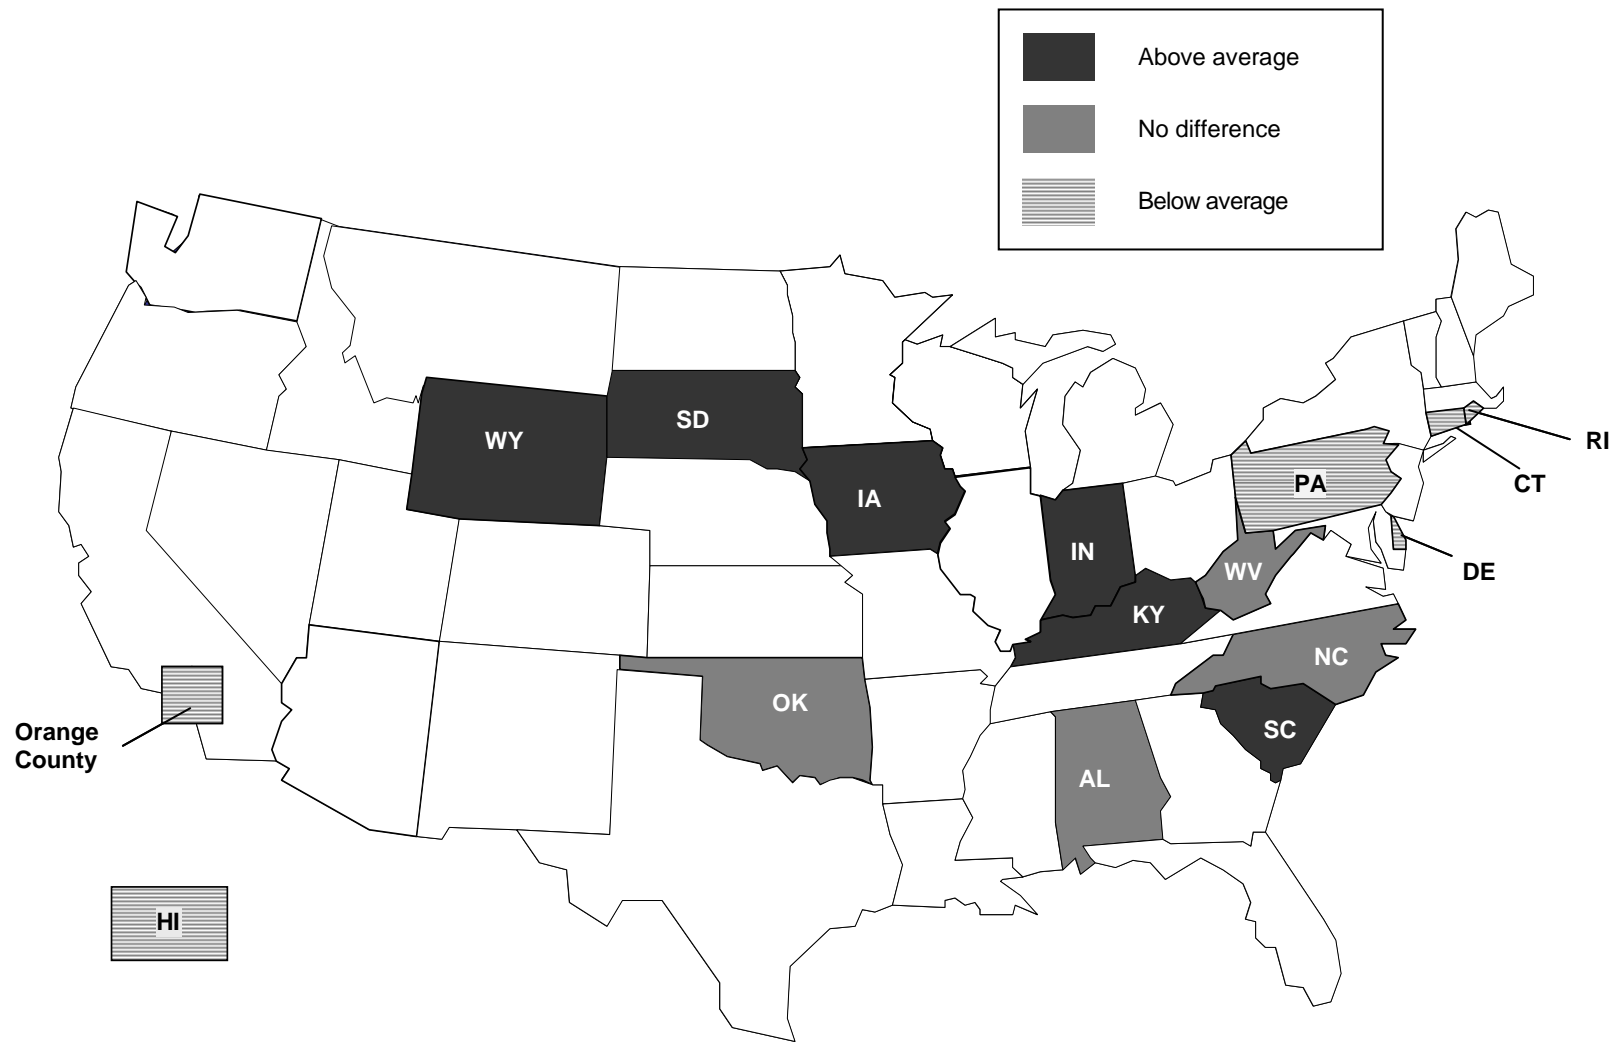 Above average
No difference
Below average
WY
SD
IA
IN
KY
WV
PA
RI
CT
DE
NC
SC
OK
AL
Orange
County
HI